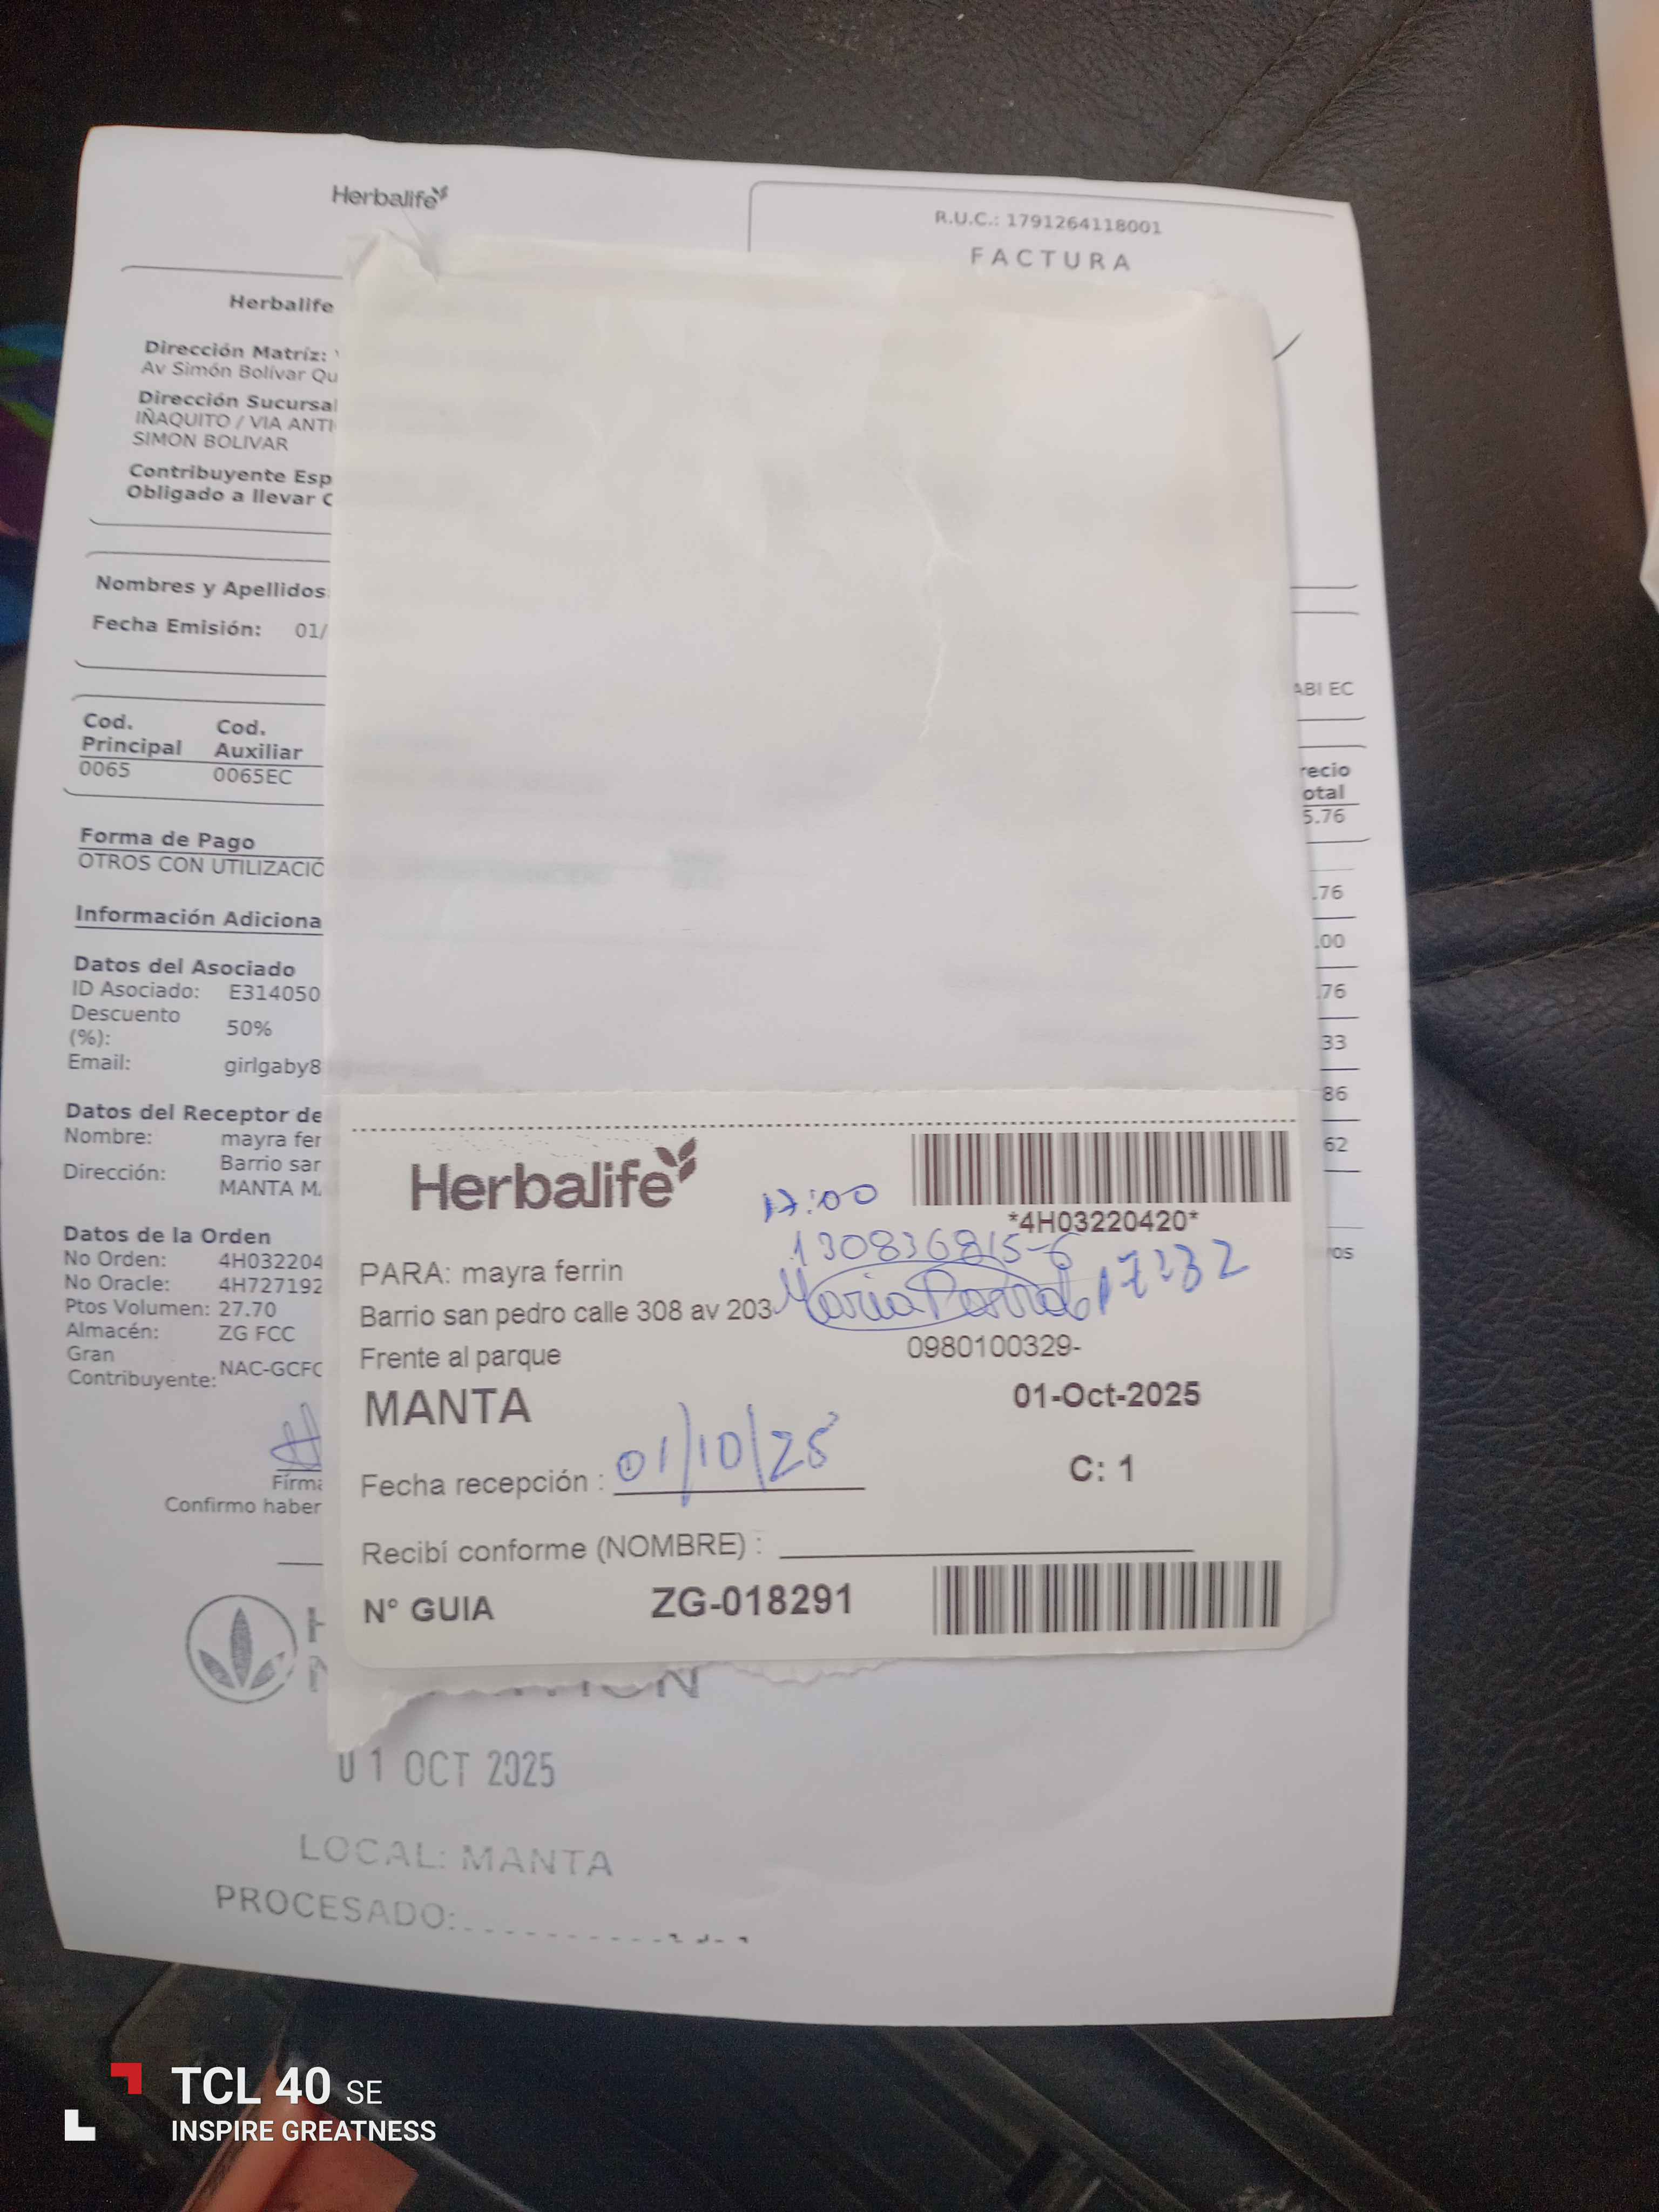 Herbalife
R.U.C.: 1791264118001
FACTURA
Herbalife
Dirección Matríz:
Av Simón Bolívar Qu
Dirección Sucursal
IÑAQUITO / VIA ANTI
SIMON BOLIVAR
Contribuyente Esp
Obligado a llevar C
Nombres y Apellidos
Fecha Emisión: 01/
ABI EC
Cod. Principal
Cod. Auxiliar
recio otal
0065 0065EC
5.76
Forma de Pago
OTROS CON UTILIZACIÓ
.76
Información Adiciona
.00
Datos del Asociado
ID Asociado: E314050
.76
Descuento (%): 50%
33
Email: girlgaby8
86
Datos del Receptor de
Nombre: mayra fer
62
Dirección: Barrio sar
MANTA M
Datos de la Orden
No Orden: 4H032204
ros
No Oracle: 4H727192
Ptos Volumen: 27.70
Almacén: ZG FCC
Gran Contribuyente: NAC-GCFC
Firma
Confirmo haber
Herbalife
17:00
*4H03220420*
130836815-6
PARA: mayra ferrin
17:32
Barrio san pedro calle 308 av 203
Frente al parque
0980100329-
MANTA
01-Oct-2025
Fecha recepción : 01/10/25
C: 1
Recibí conforme (NOMBRE) :
N° GUIA ZG-018291
01 OCT 2025
LOCAL: MANTA
PROCESADO:
TCL 40 SE
INSPIRE GREATNESS